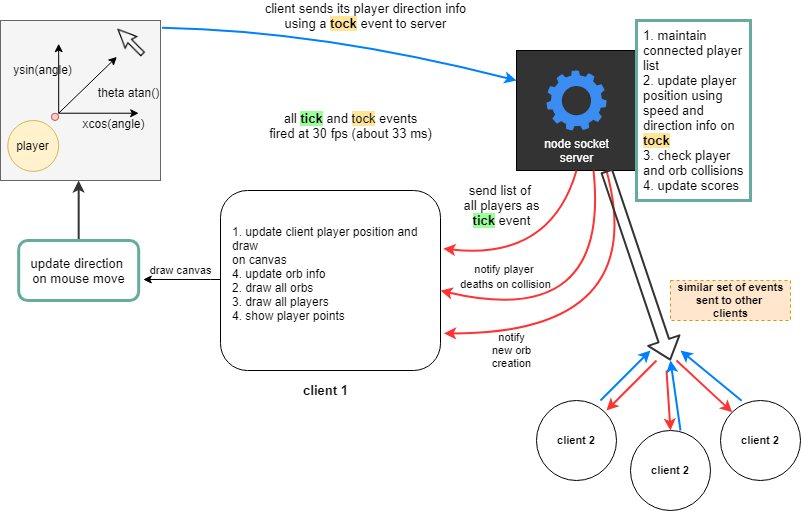 client sends its player direction info
using a tock event to server
ysin(angle)
theta atan()
xcos(angle)
player
all tick and tock events
fired at 30 fps (about 33 ms)
node socket
server
1. maintain
connected player
list
2. update player
position using
speed and
direction info on
tock
3. check player
and orb collisions
4. update scores
send list of
all players as
tick event
1. update client player position and
draw
on canvas
4. update orb info
2. draw all orbs
3. draw all players
4. show player points
update direction
on mouse move
draw canvas
notify player
deaths on collision
similar set of events
sent to other
clients
notify
new orb
creation
client 1
client 2
client 2
client 2